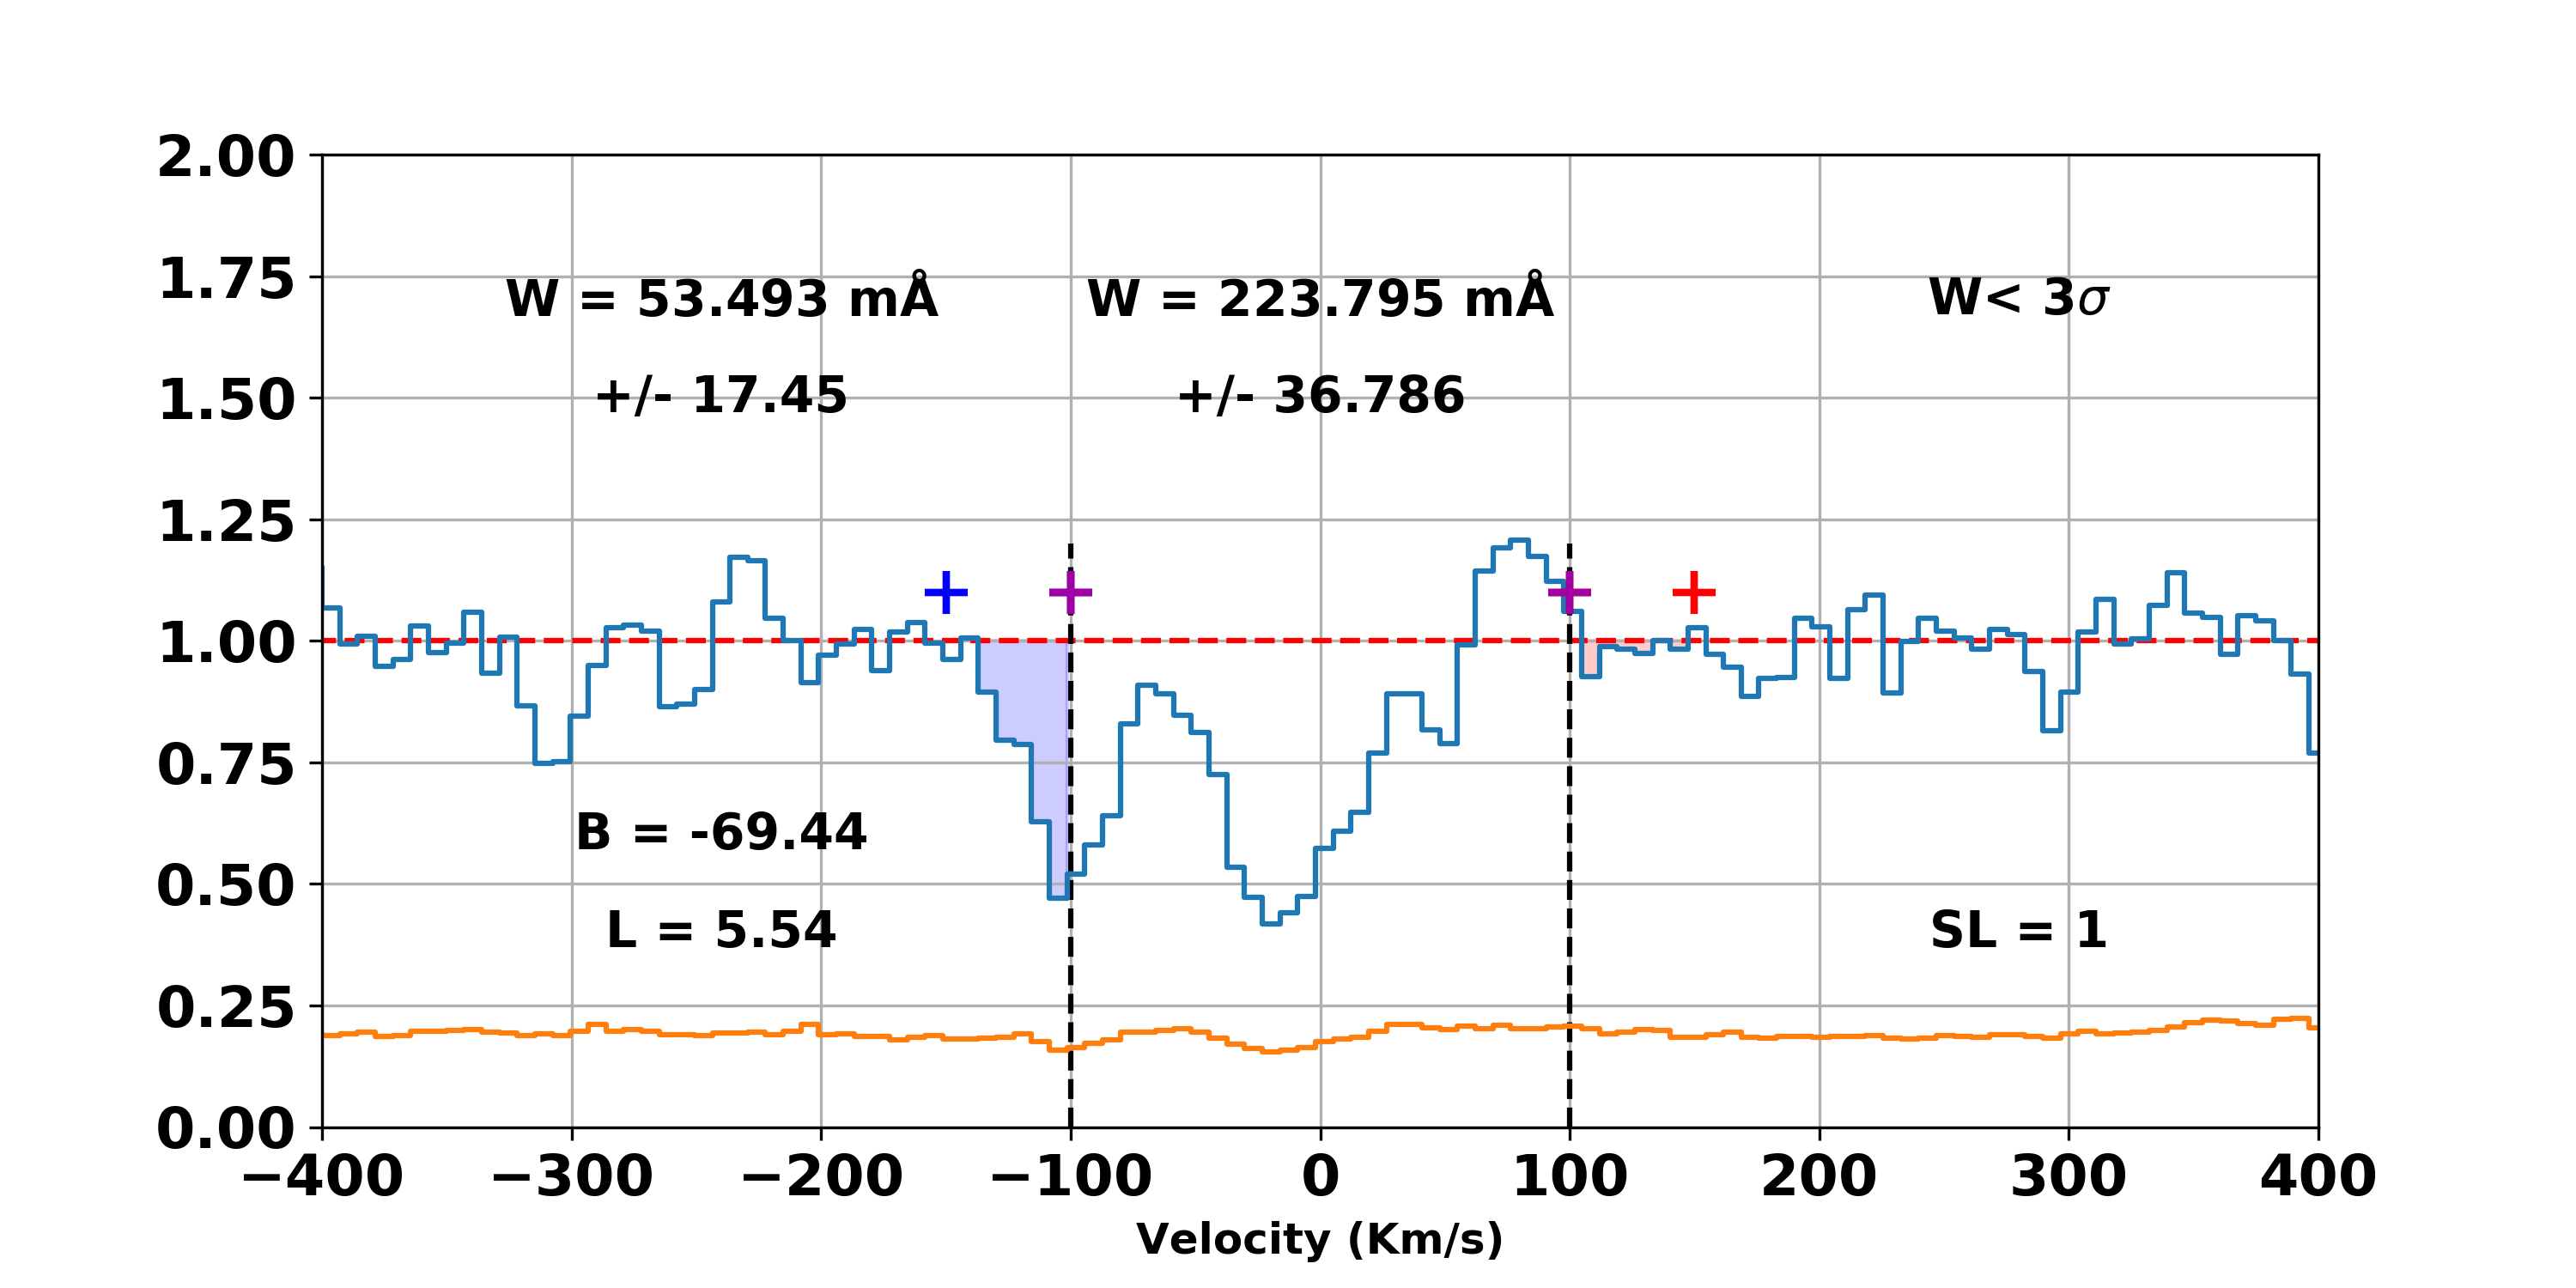 2.00
1.75
W = 53.493 mÅ W = 223.795 mÅ W< 3σ
1.50
+/- 17.45 +/- 36.786
1.25
1.00
0.75
B = -69.44
0.50
L = 5.54 SL = 1
0.25
0.00
−400 −300 −200 −100 0 100 200 300 400
Velocity (Km/s)